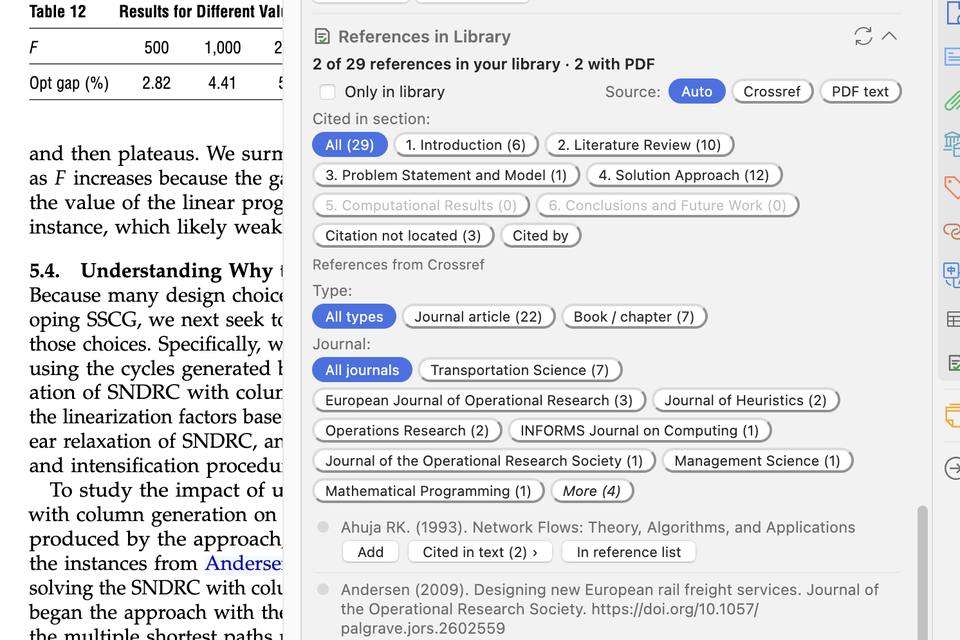 Table 12 Results for Different
F 500 1,000
Opt gap (%) 2.82 4.41
and then plateaus. We
as F increases because the
the value of the linear
instance, which likely weak
5.4. Understanding Why
Because many design
oping SSCG, we next seek
those choices. Specifically,
using the cycles generated
ation of SNDRC with
the linearization factors
ear relaxation of SNDRC,
and intensification
To study the impact of
with column generation on
produced by the approach,
the instances from
solving the SNDRC with
began the approach with
the multiple shortest paths
References in Library
2 of 29 references in your library · 2 with PDF
Only in library
Source: Auto Crossref PDF text
Cited in section:
All (29) 1. Introduction (6) 2. Literature Review (10)
3. Problem Statement and Model (1) 4. Solution Approach (12)
5. Computational Results (0) 6. Conclusions and Future Work (0)
Citation not located (3) Cited by
References from Crossref
Type:
All types Journal article (22) Book / chapter (7)
Journal:
All journals Transportation Science (7)
European Journal of Operational Research (3) Journal of Heuristics (2)
Operations Research (2) INFORMS Journal on Computing (1)
Journal of the Operational Research Society (1) Management Science (1)
Mathematical Programming (1) More (4)
Ahuja RK. (1993). Network Flows: Theory, Algorithms, and Applications
Add Cited in text (2) › In reference list
Andersen (2009). Designing new European rail freight services. Journal of
the Operational Research Society. https://doi.org/10.1057/
palgrave.jors.2602559